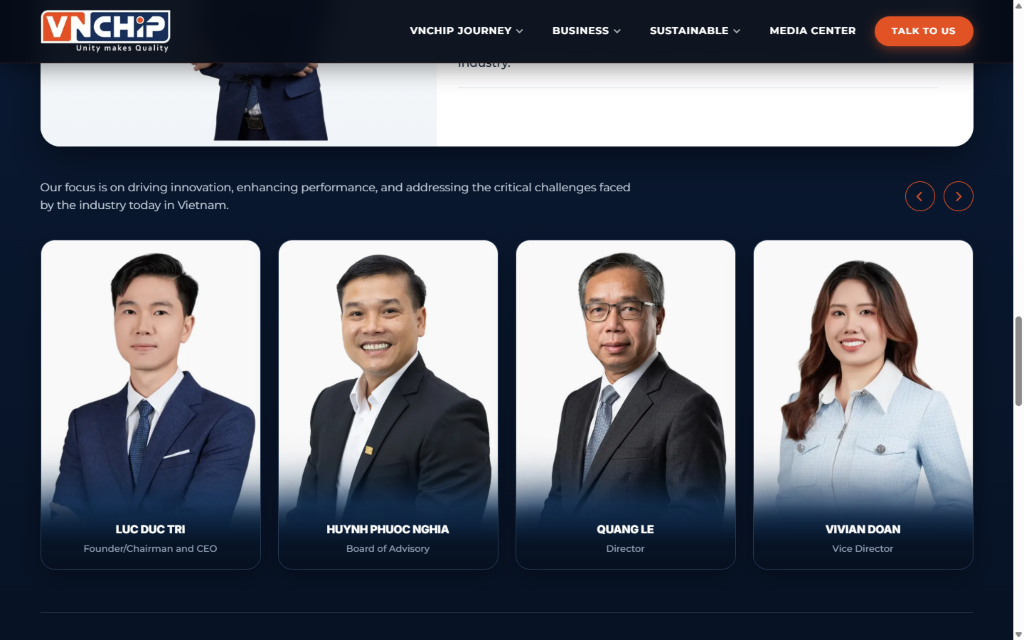 VNCHIP
Unity makes Quality
VNCHIP JOURNEY
BUSINESS
SUSTAINABLE
MEDIA CENTER
TALK TO US
industry.
Our focus is on driving innovation, enhancing performance, and addressing the critical challenges faced
by the industry today in Vietnam.
LUC DUC TRI
Founder/Chairman and CEO
HUYNH PHUOC NGHIA
Board of Advisory
QUANG LE
Director
VIVIAN DOAN
Vice Director